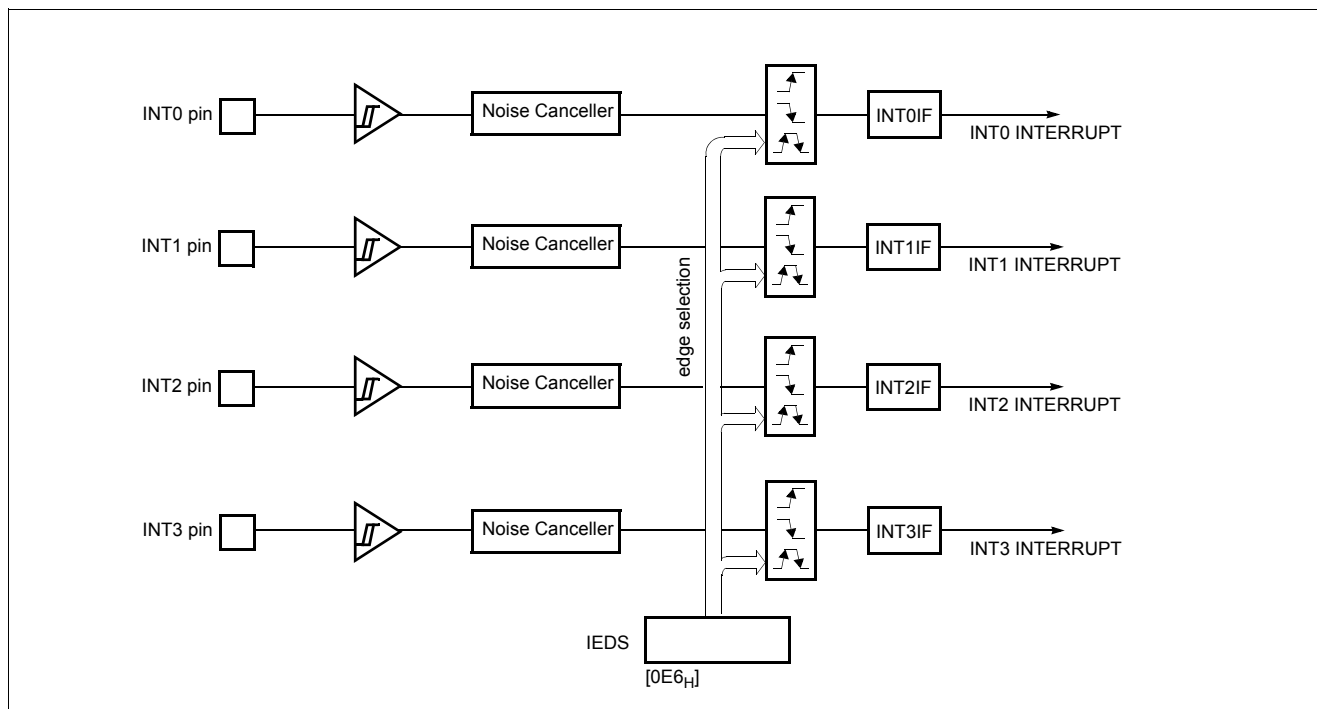 INT0 pin
Noise Canceller
INT0IF
INT0 INTERRUPT
INT1 pin
Noise Canceller
INT1IF
INT1 INTERRUPT
edge selection
INT2 pin
Noise Canceller
INT2IF
INT2 INTERRUPT
INT3 pin
Noise Canceller
INT3IF
INT3 INTERRUPT
IEDS
[0E6H]